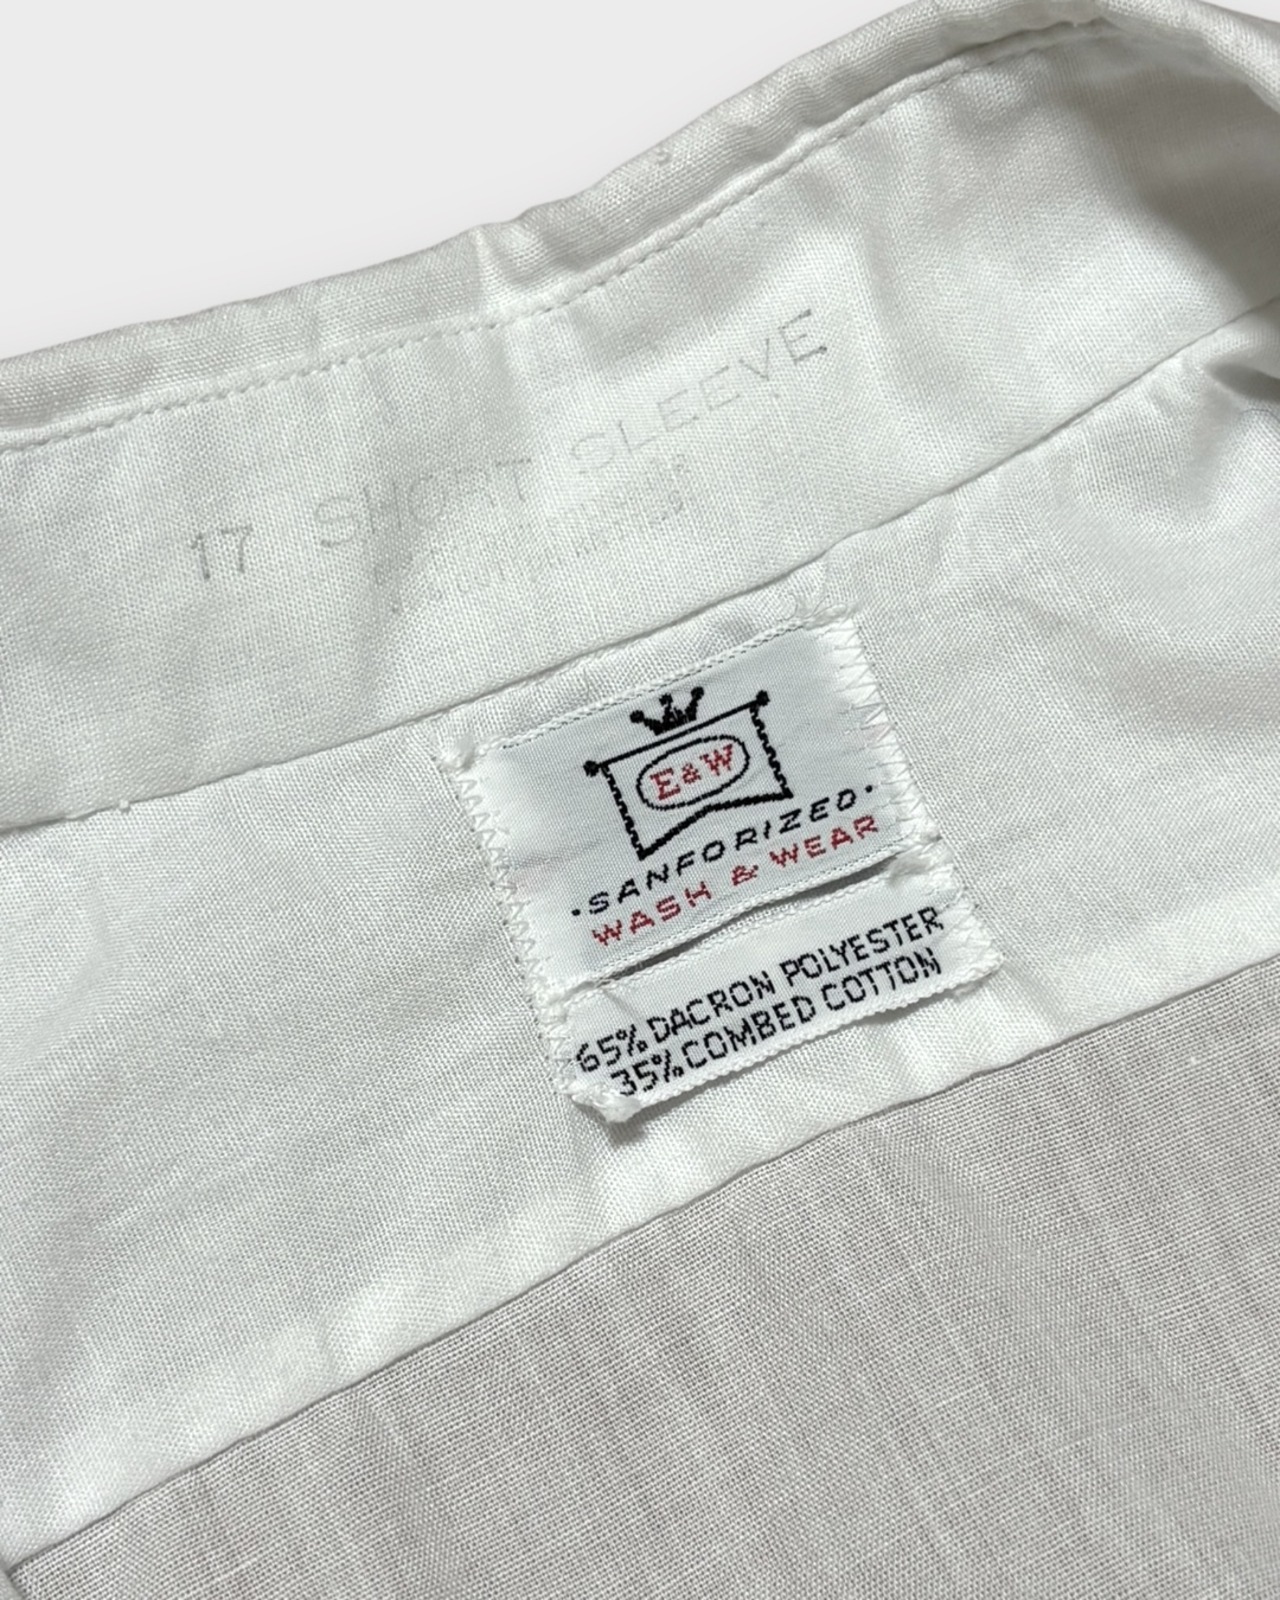 17 SHORT SLEEVE
E&W
·SANFORIZED·
WASH & WEAR
65% DACRON POLYESTER
35% COMBED COTTON